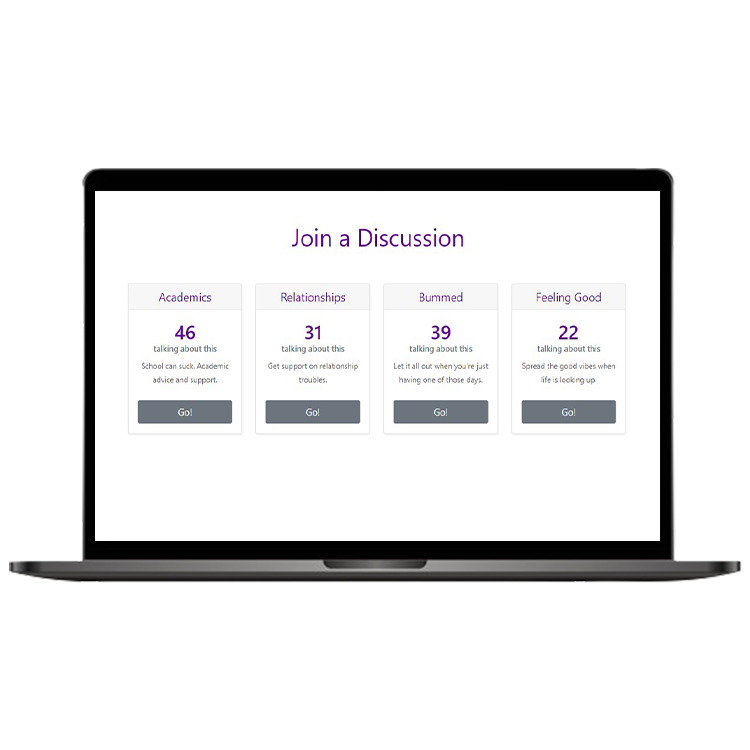 Join a Discussion
Academics
46
talking about this
School can suck. Academic
advice and support.
Go!
Relationships
31
talking about this
Get support on relationship
troubles.
Go!
Bummed
39
talking about this
Let it all out when you're just
having one of those days.
Go!
Feeling Good
22
talking about this
Spread the good vibes when
life is looking up.
Go!